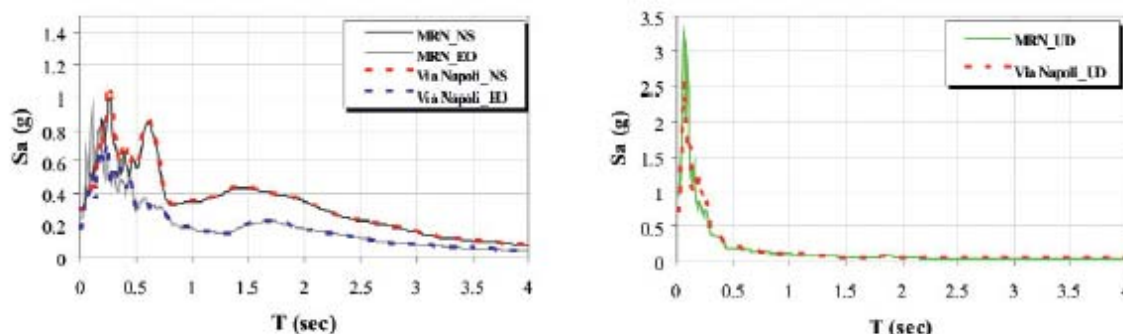 1.4
1.2
1
0.8
0.6
0.4
0.2
0
Sa (g)
MRN_NS
MRN_EO
Via Napoli_NS
Via Napoli_EO
0 0.5 1 1.5 2 2.5 3 3.5 4
T (sec)
3.5
3
2.5
2
1.5
1
0.5
0
Sa (g)
MRN_UD
Via Napoli_UD
0 0.5 1 1.5 2 2.5 3 3.5 4
T (sec)